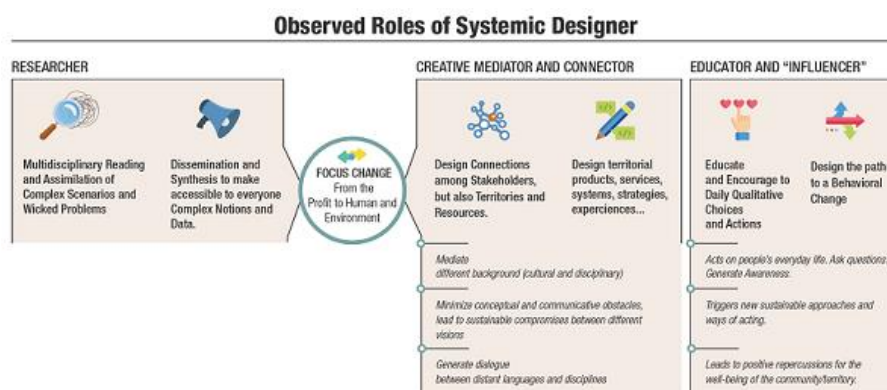 Observed Roles of Systemic Designer
RESEARCHER
Multidisciplinary Reading
and Assimilation of
Complex Scenarios and
Wicked Problems
Dissemination and
Synthesis to make
accessible to everyone
Complex Notions and
Data.
FOCUS CHANGE
From the
Profit to Human and
Environment
CREATIVE MEDIATOR AND CONNECTOR
Design Connections
among Stakeholders,
but also Territories and
Resources.
Design territorial
products, services,
systems, strategies,
experciences...
Mediate
different background (cultural and disciplinary)
Minimize conceptual and communicative obstacles,
lead to sustainable compromises between different
visions
Generate dialogue
between distant languages and disciplines
EDUCATOR AND "INFLUENCER"
Educate
and Encourage to
Daily Qualitative
Choices
and Actions
Design the path
to a Behavioral
Change
Acts on people's everyday life. Ask questions.
Generate Awareness.
Triggers new sustainable approaches and
ways of acting.
Leads to positive repercussions for the
well-being of the community/territory.